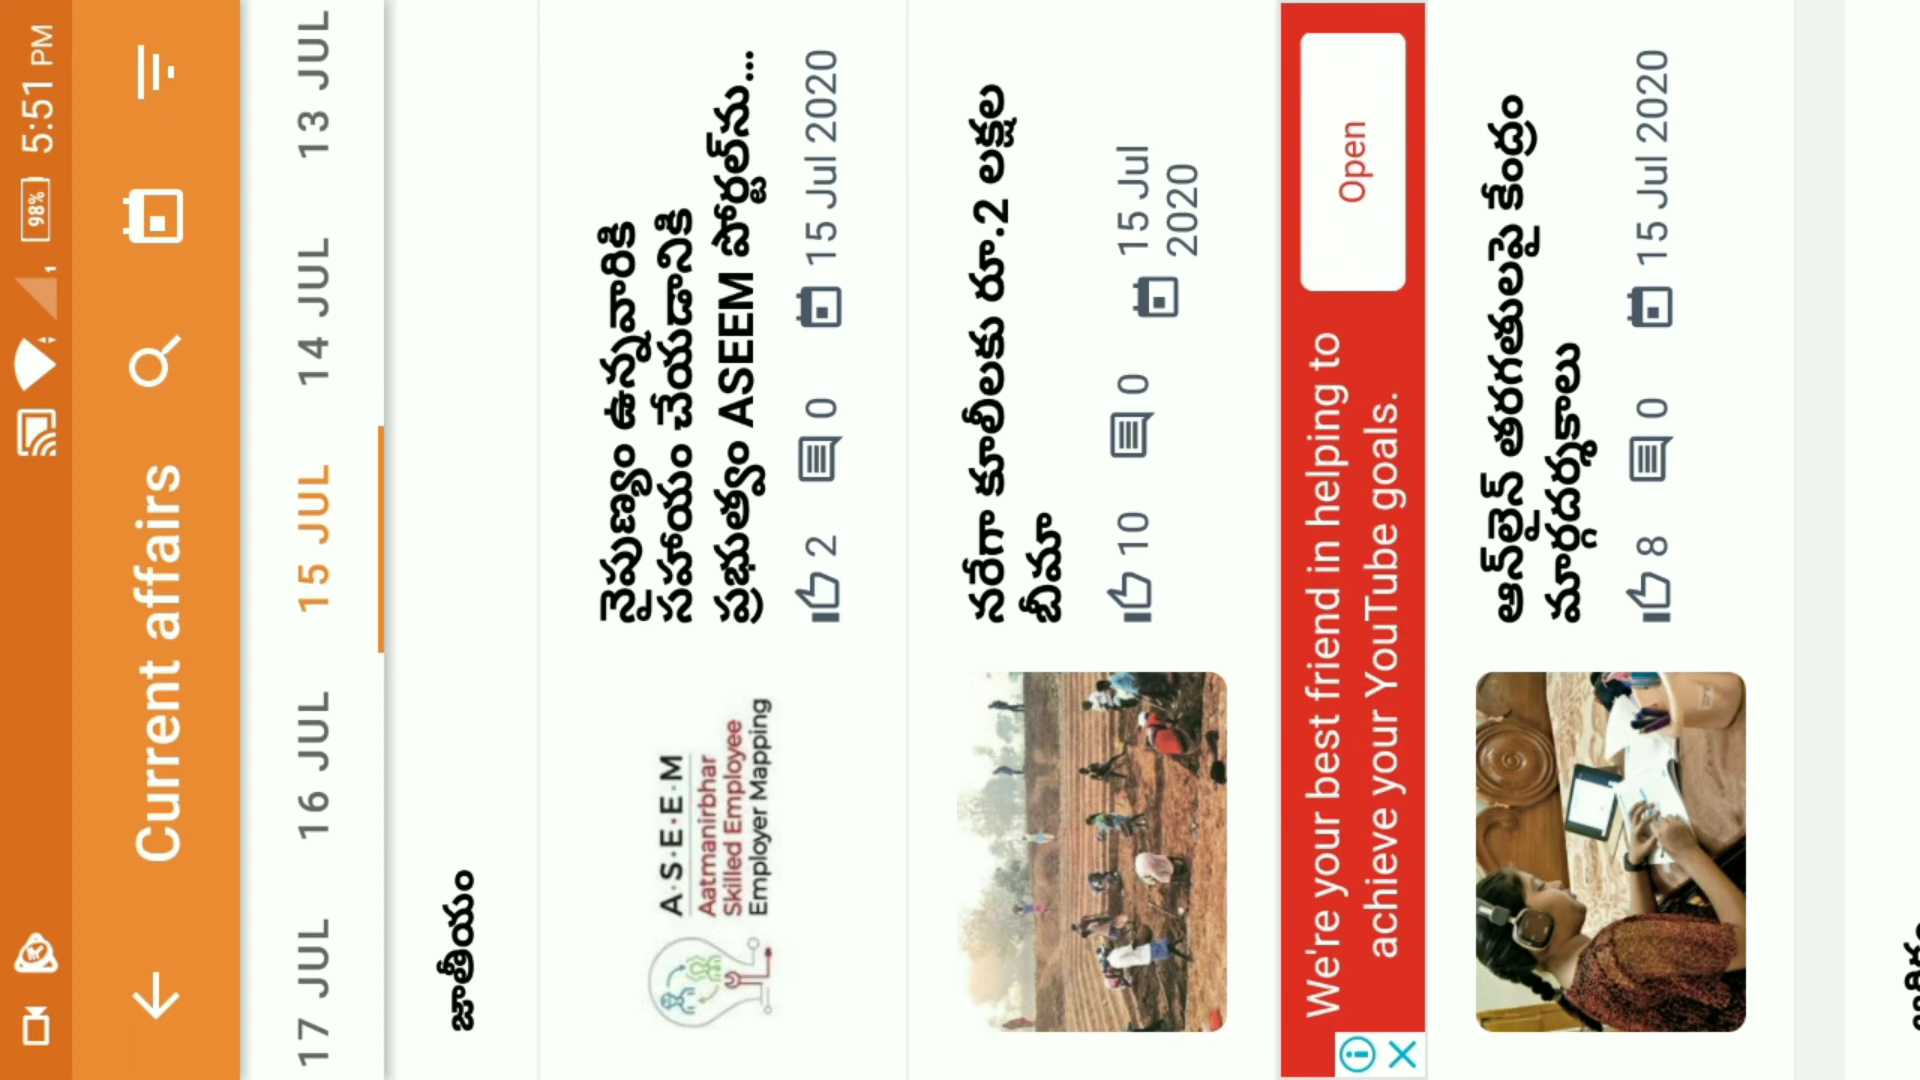 98% 5:51 PM
Current affairs
17 JUL 16 JUL 15 JUL 14 JUL 13 JUL
జాతీయం
A·S·E·E·M
Aatmanirbhar
Skilled Employee
Employer Mapping
నైపుణ్యం ఉన్నవారికి
సహాయం చేయడానికి
ప్రభుత్వం ASEEM పోర్టల్‌ను...
2 0 15 Jul 2020
నరేగా కూలీలకు రూ.2 లక్షల
బీమా
10 0 15 Jul
2020
We're your best friend in helping to
achieve your YouTube goals.
Open
ఆన్‌లైన్ తరగతులపై కేంద్రం
మార్గదర్శకాలు
8 0 15 Jul 2020